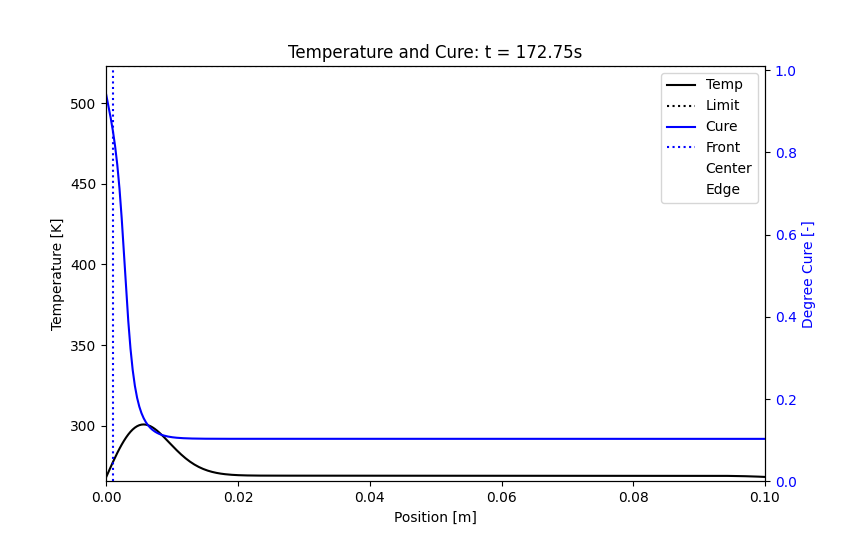 Temperature and Cure: t = 172.75s
Temperature [K]
500
450
400
350
300
1.0
0.8
0.6
0.4
0.2
0.0
Degree Cure [-]
Temp
Limit
Cure
Front
Center
Edge
0.00 0.02 0.04 0.06 0.08 0.10
Position [m]